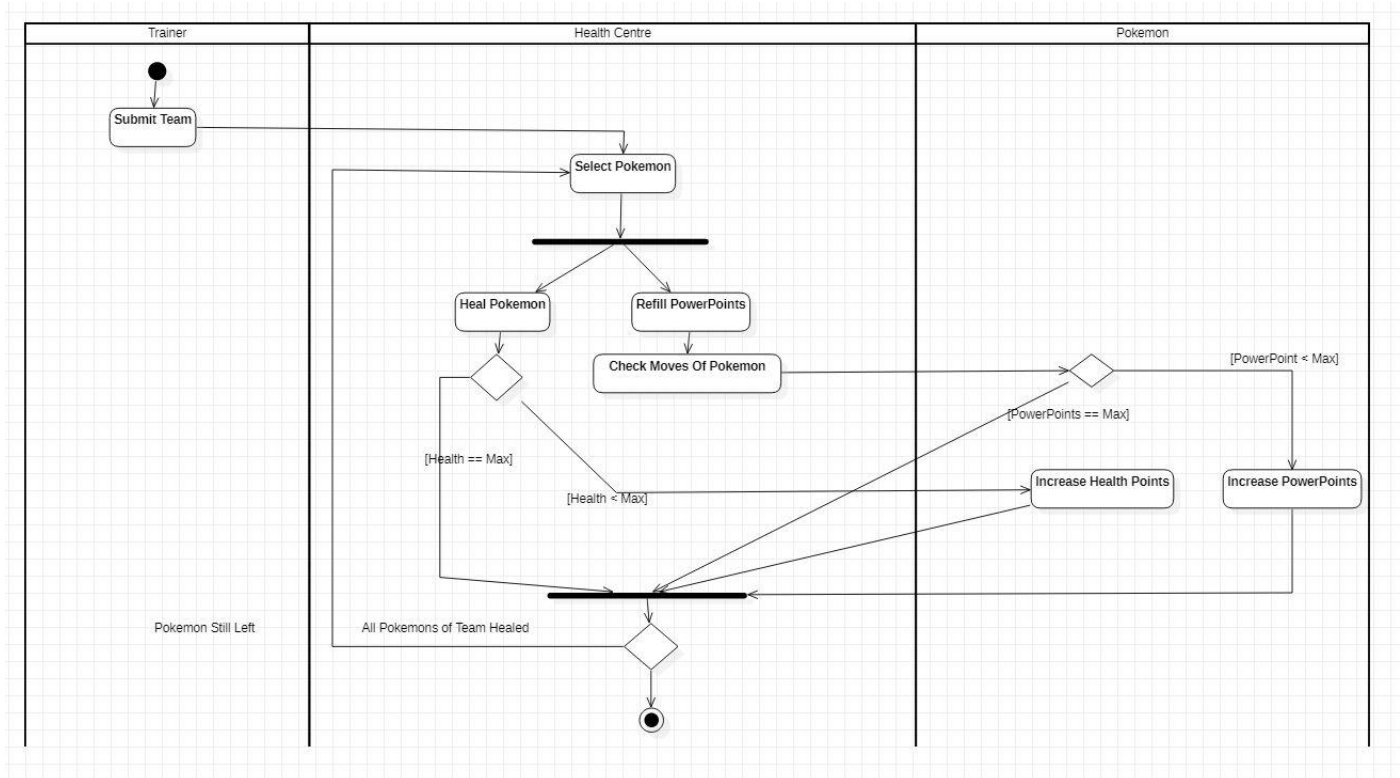 Trainer
Health Centre
Pokemon
Submit Team
Select Pokemon
Heal Pokemon
Refill PowerPoints
Check Moves Of Pokemon
[PowerPoint < Max]
[PowerPoints == Max]
[Health == Max]
[Health < Max]
Increase Health Points
Increase PowerPoints
Pokemon Still Left
All Pokemons of Team Healed